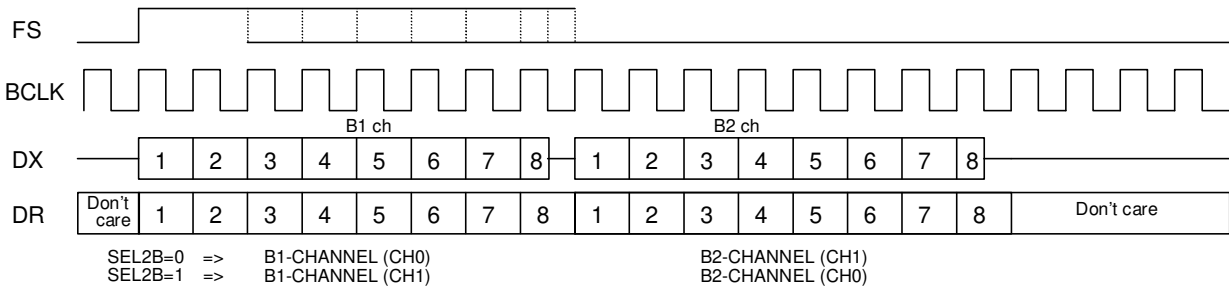 FS
BCLK
B1 ch B2 ch
DX 1 2 3 4 5 6 7 8 1 2 3 4 5 6 7 8
DR Don't care 1 2 3 4 5 6 7 8 1 2 3 4 5 6 7 8 Don't care
SEL2B=0 => B1-CHANNEL (CH0) B2-CHANNEL (CH1)
SEL2B=1 => B1-CHANNEL (CH1) B2-CHANNEL (CH0)